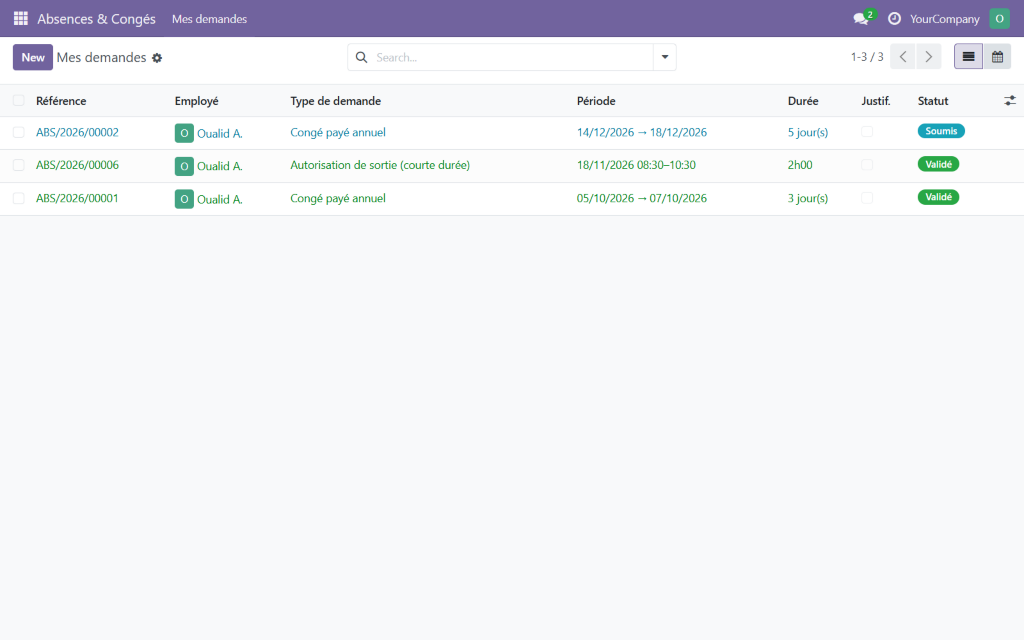 Absences & Congés Mes demandes 2 YourCompany O
New Mes demandes Search... 1-3 / 3
Référence Employé Type de demande Période Durée Justif. Statut
ABS/2026/00002 O Oualid A. Congé payé annuel 14/12/2026 → 18/12/2026 5 jour(s) Soumis
ABS/2026/00006 O Oualid A. Autorisation de sortie (courte durée) 18/11/2026 08:30–10:30 2h00 Validé
ABS/2026/00001 O Oualid A. Congé payé annuel 05/10/2026 → 07/10/2026 3 jour(s) Validé